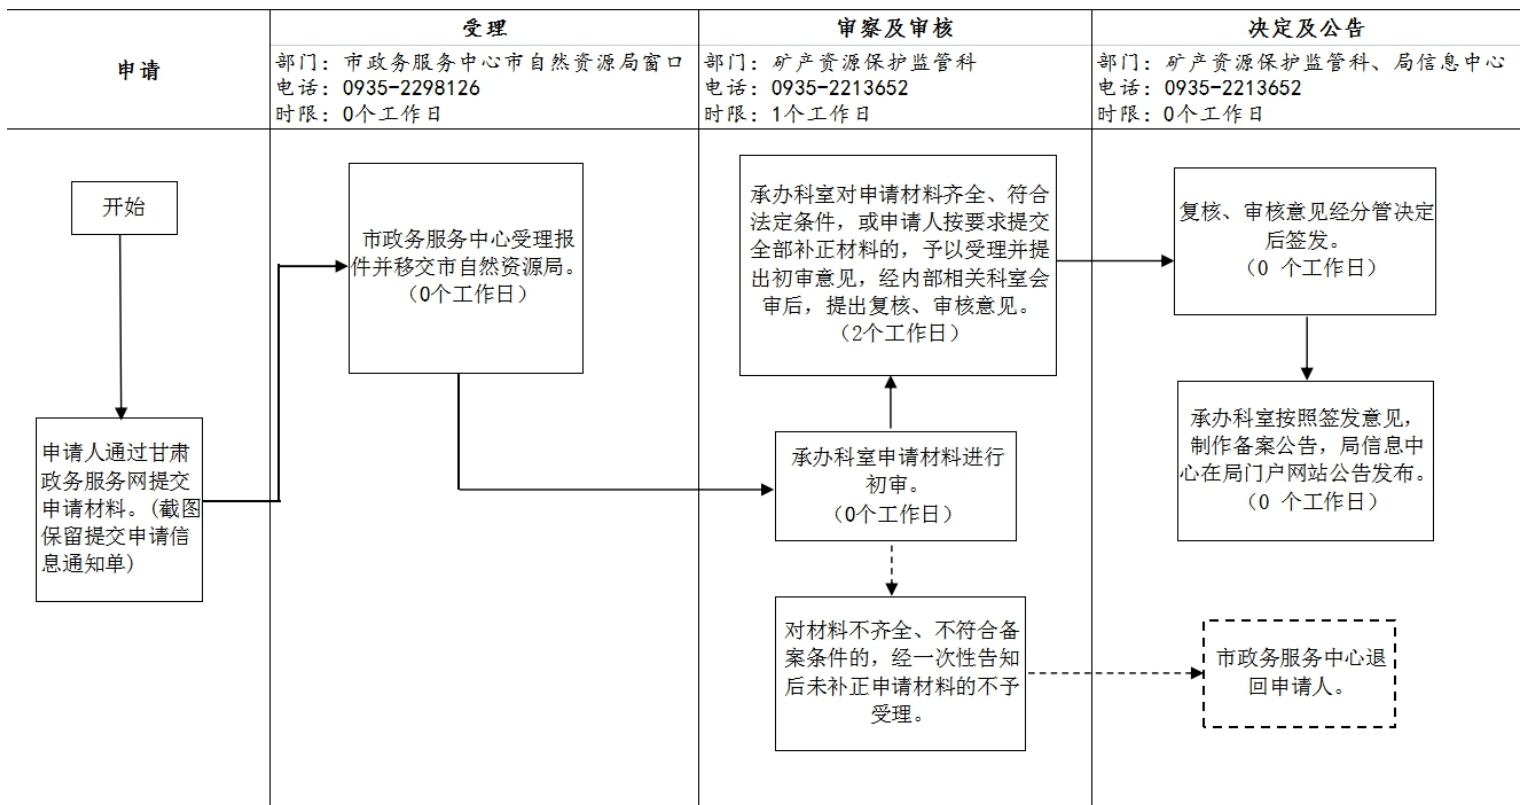 申请
受理
部门：市政务服务中心市自然资源局窗口
电话：0935-2298126
时限：0个工作日
审察及审核
部门：矿产资源保护监管科
电话：0935-2213652
时限：1个工作日
决定及公告
部门：矿产资源保护监管科、局信息中心
电话：0935-2213652
时限：0个工作日
开始
申请人通过甘肃
政务服务网提交
申请材料。(截图
保留提交申请信
息通知单)
市政务服务中心受理报
件并移交市自然资源局。
（0个工作日）
承办科室对申请材料齐全、符合
法定条件，或申请人按要求提交
全部补正材料的，予以受理并提
出初审意见，经内部相关科室会
审后，提出复核、审核意见。
（2个工作日）
承办科室申请材料进行
初审。
（0个工作日）
对材料不齐全、不符合备
案条件的，经一次性告知
后未补正申请材料的不予
受理。
复核、审核意见经分管决定
后签发。
（0 个工作日）
承办科室按照签发意见，
制作备案公告，局信息中
心在局门户网站公告发布。
（0 个工作日）
市政务服务中心退
回申请人。